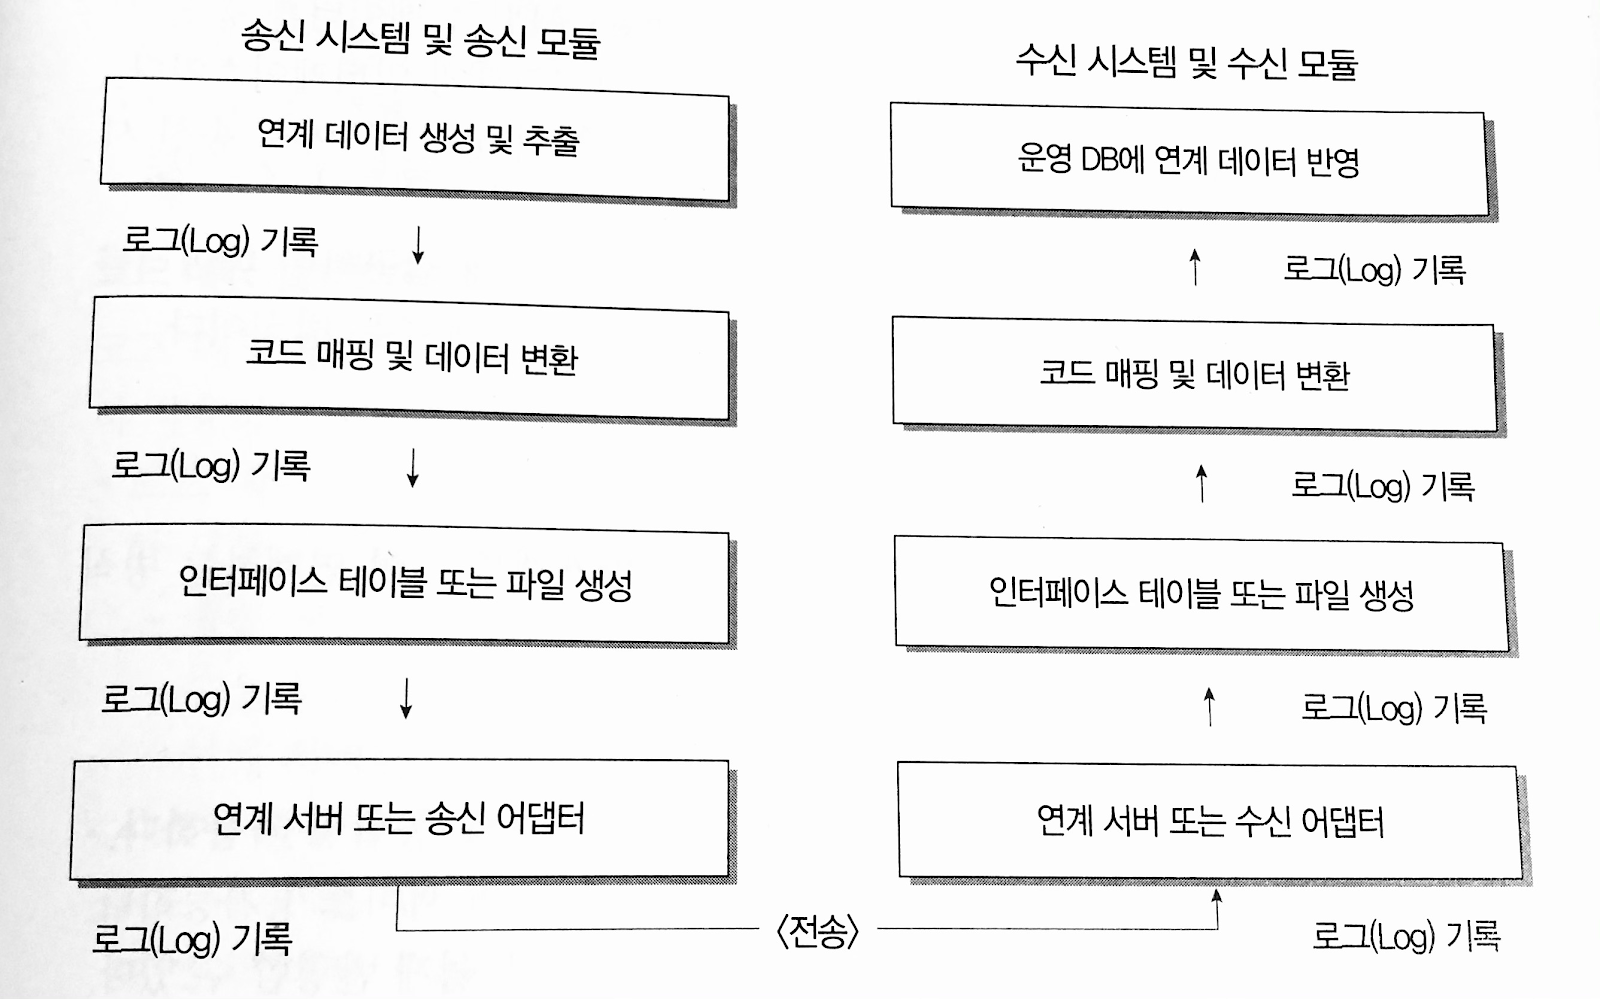 송신 시스템 및 송신 모듈
연계 데이터 생성 및 추출
로그(Log) 기록
코드 매핑 및 데이터 변환
로그(Log) 기록
인터페이스 테이블 또는 파일 생성
로그(Log) 기록
연계 서버 또는 송신 어댑터
로그(Log) 기록
〈전송〉
수신 시스템 및 수신 모듈
운영 DB에 연계 데이터 반영
로그(Log) 기록
코드 매핑 및 데이터 변환
로그(Log) 기록
인터페이스 테이블 또는 파일 생성
로그(Log) 기록
연계 서버 또는 수신 어댑터
로그(Log) 기록